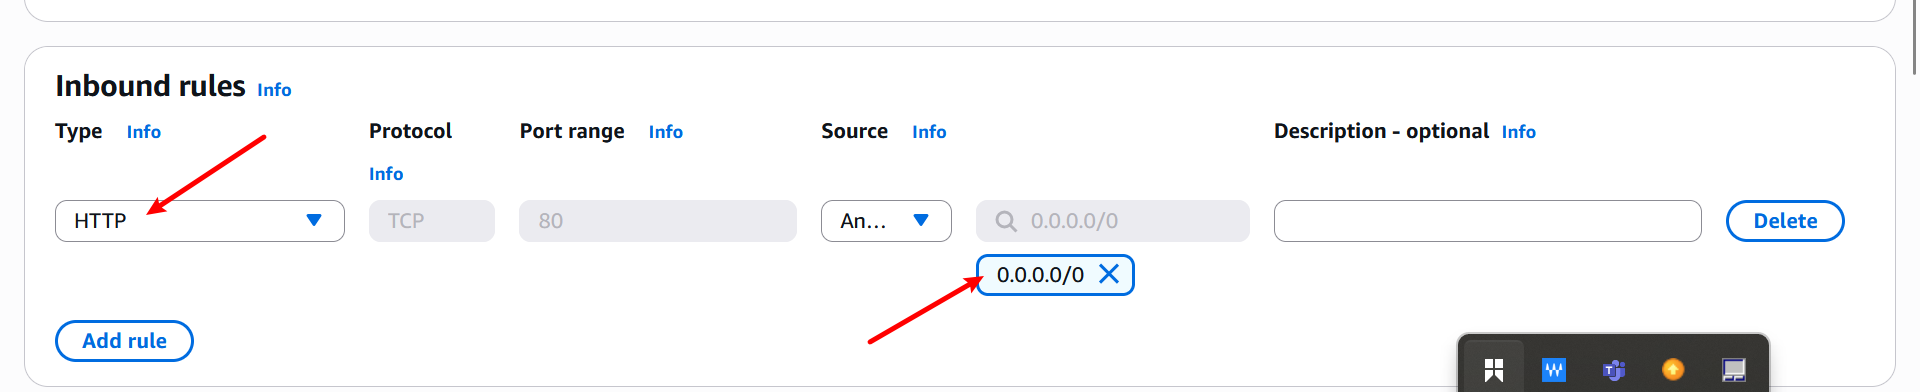 Inbound rules Info
Type Info Protocol Info Port range Info Source Info Description - optional Info
HTTP TCP 80 An... 0.0.0.0/0 Delete
0.0.0.0/0
Add rule